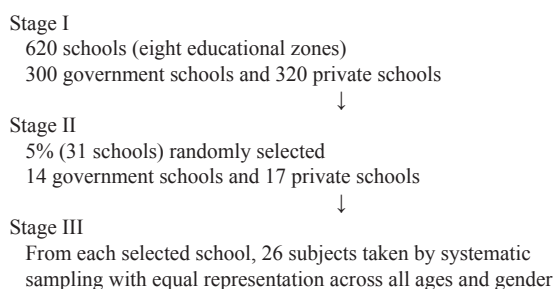 Stage I
620 schools (eight educational zones)
300 government schools and 320 private schools
↓
Stage II
5% (31 schools) randomly selected
14 government schools and 17 private schools
↓
Stage III
From each selected school, 26 subjects taken by systematic
sampling with equal representation across all ages and gender